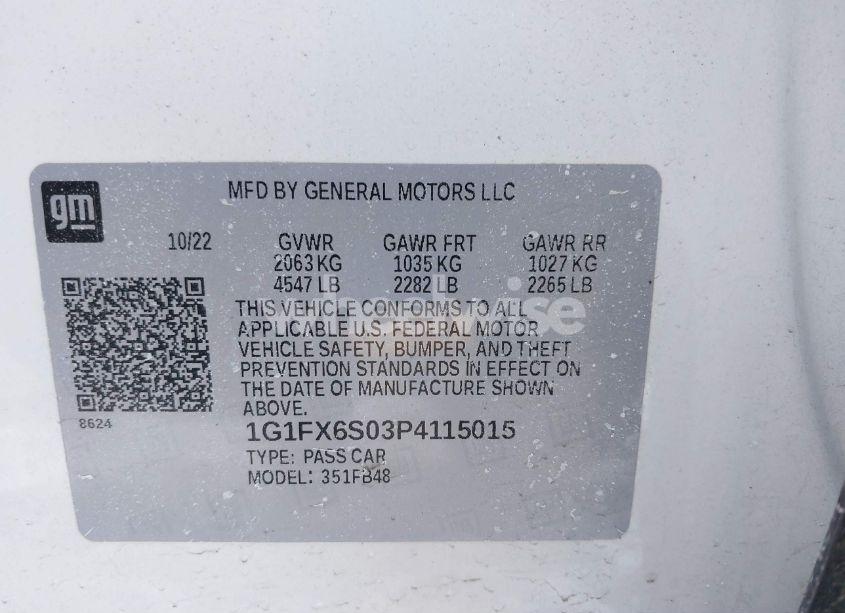 gm
MFD BY GENERAL MOTORS LLC
10/22 GVWR GAWR FRT GAWR RR
2063 KG 1035 KG 1027 KG
4547 LB 2282 LB 2265 LB
THIS VEHICLE CONFORMS TO ALL
APPLICABLE U.S. FEDERAL MOTOR
VEHICLE SAFETY, BUMPER, AND THEFT
PREVENTION STANDARDS IN EFFECT ON
THE DATE OF MANUFACTURE SHOWN
ABOVE.
8624
1G1FX6S03P4115015
TYPE: PASS CAR
MODEL: 351FB48